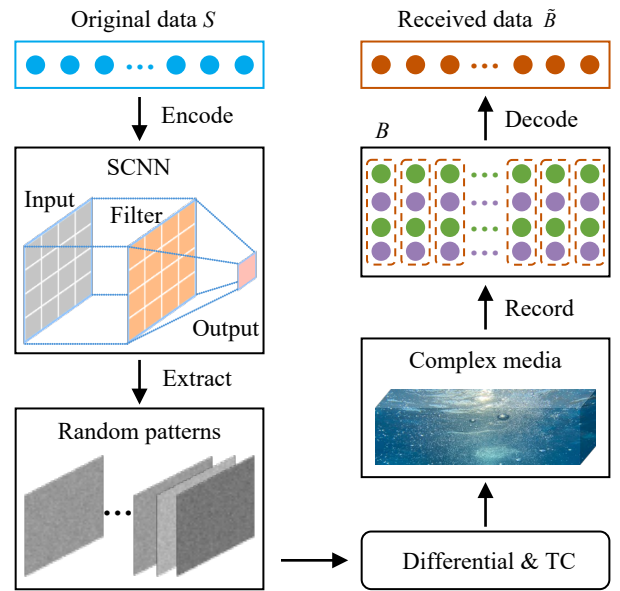 Original data S
Encode
SCNN
Input
Filter
Output
Extract
Random patterns
Differential & TC
Complex media
Record
B
Decode
Received data B̃